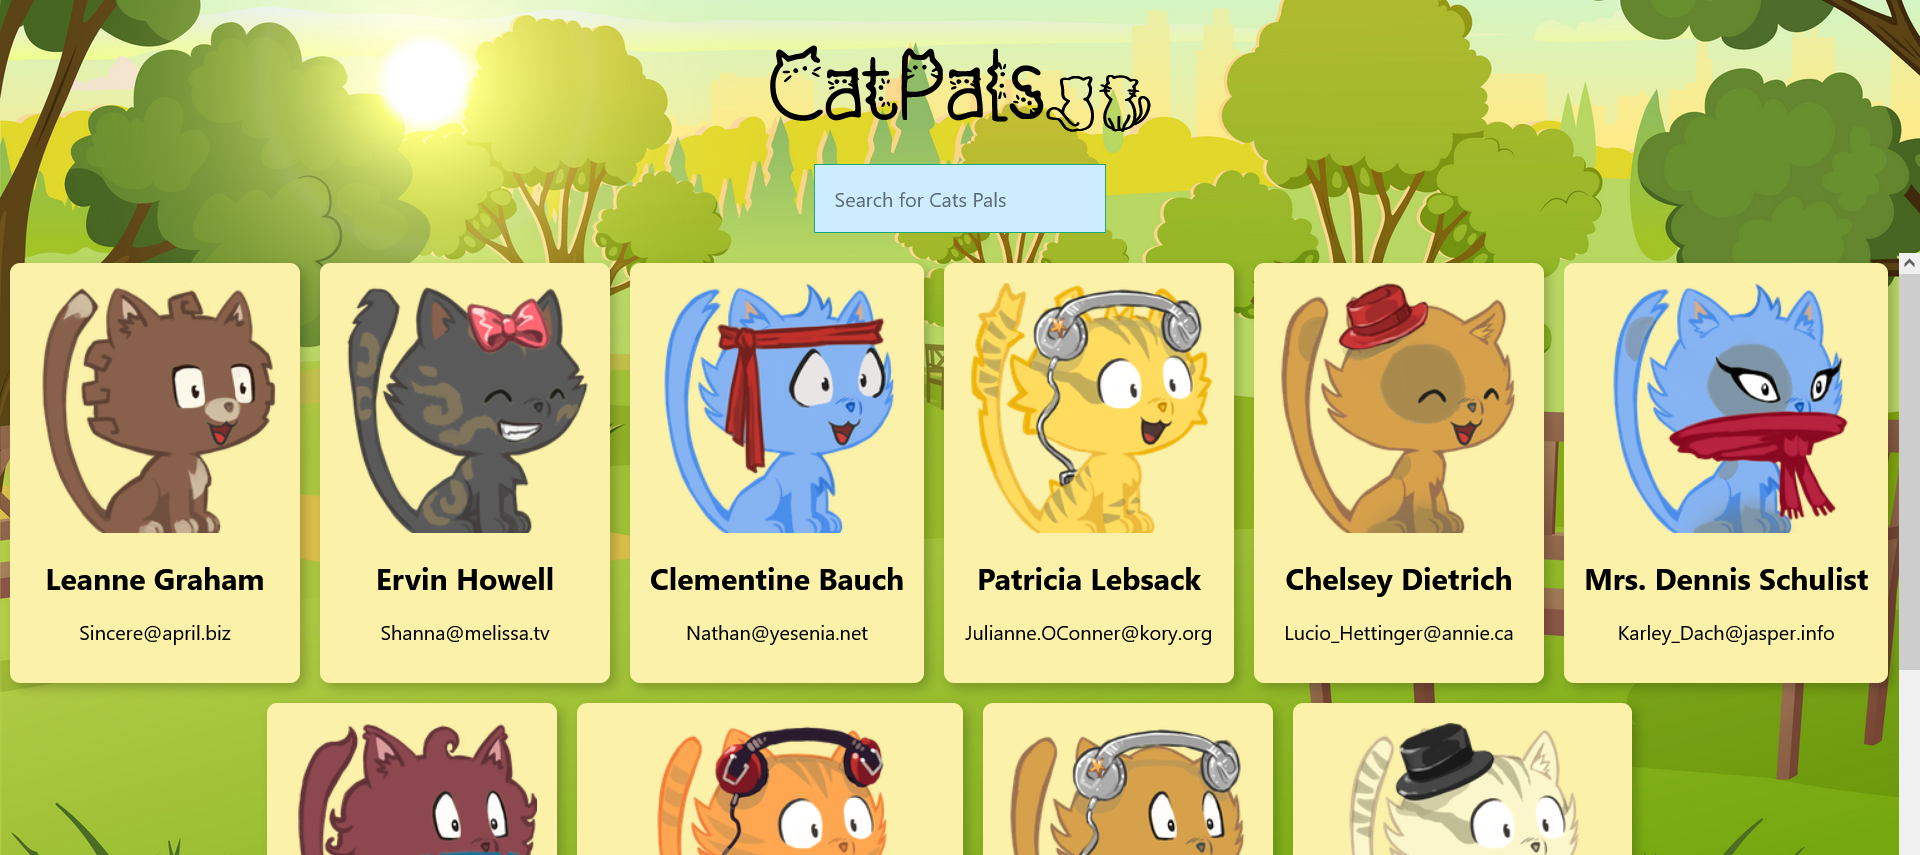 CatPals
Search for Cats Pals
Leanne Graham
Sincere@april.biz
Ervin Howell
Shanna@melissa.tv
Clementine Bauch
Nathan@yesenia.net
Patricia Lebsack
Julianne.OConner@kory.org
Chelsey Dietrich
Lucio_Hettinger@annie.ca
Mrs. Dennis Schulist
Karley_Dach@jasper.info